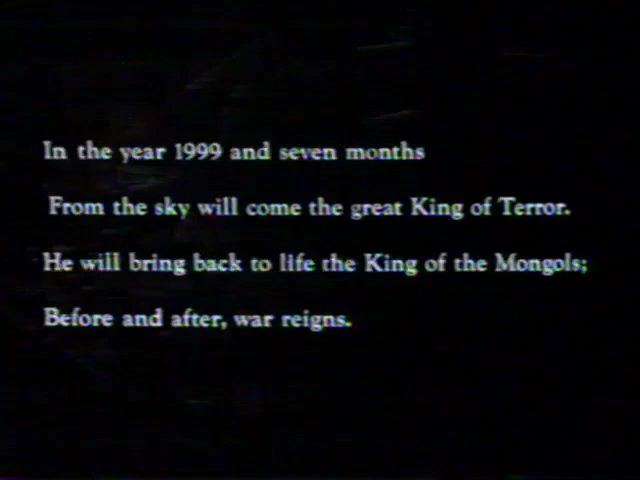 In the year 1999 and seven months
From the sky will come the great King of Terror.
He will bring back to life the King of the Mongols;
Before and after, war reigns.